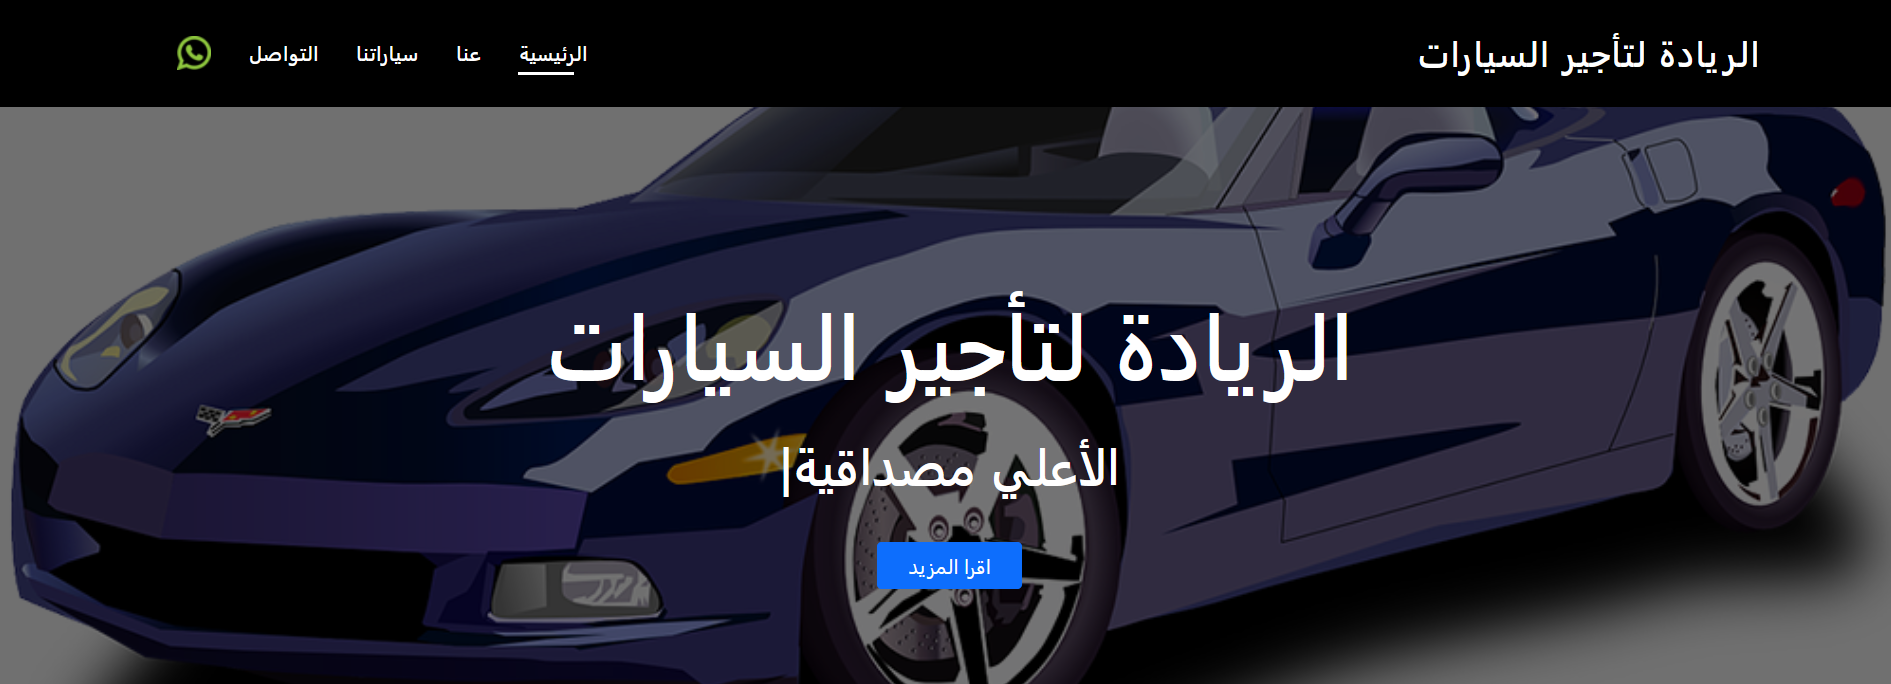 الريادة لتأجير السيارات
الرئيسية
عنا
سياراتنا
التواصل
الريادة لتأجير السيارات
الأعلي مصداقية|
اقرا المزيد